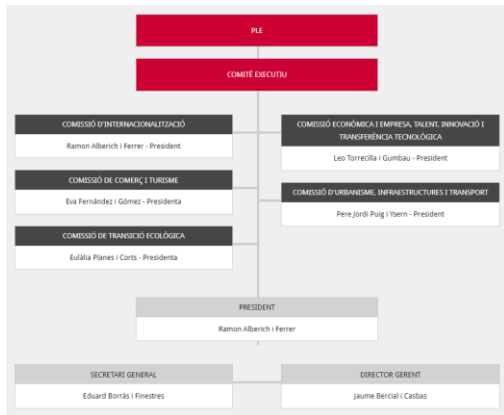 PLE
COMITÈ EXECUTIU
COMISSIÓ D'INTERNACIONALITZACIÓ
Ramon Alberich i Ferrer - President
COMISSIÓ ECONÒMICA I EMPRESA, TALENT, INNOVACIÓ I
TRANSFERÈNCIA TECNOLÒGICA
Leo Torrecilla i Gumbau - President
COMISSIÓ DE COMERÇ I TURISME
Eva Fernández i Gómez - Presidenta
COMISSIÓ D'URBANISME, INFRAESTRUCTURES I TRANSPORT
Pere Jordi Puig i Ysern - President
COMISSIÓ DE TRANSICIÓ ECOLÒGICA
Eulàlia Planes i Corts - Presidenta
PRESIDENT
Ramon Alberich i Ferrer
SECRETARI GENERAL
Eduard Borràs i Finestres
DIRECTOR GERENT
Jaume Bercial i Casbas